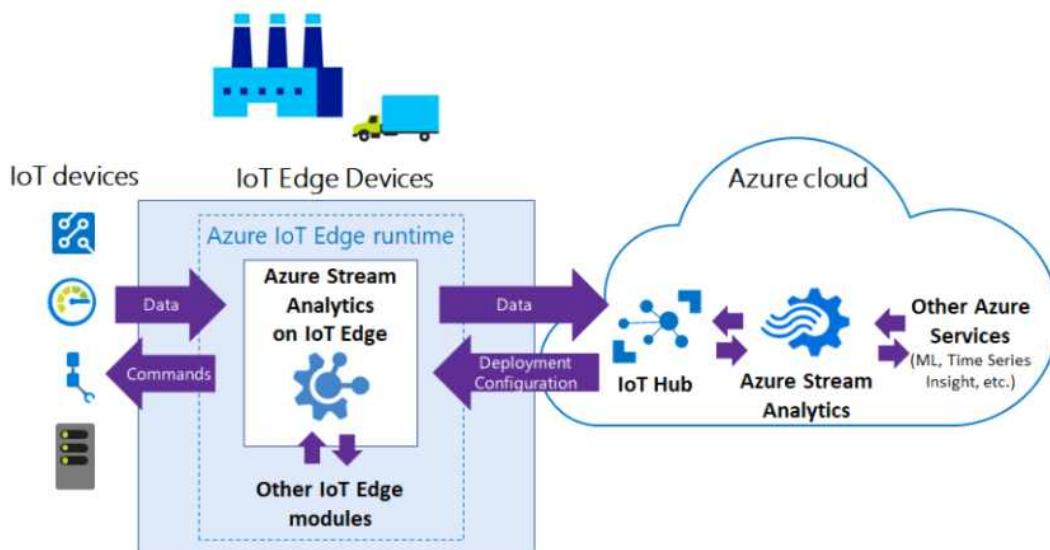 IoT devices
IoT Edge Devices
Azure cloud
Azure IoT Edge runtime
Azure Stream
Analytics
on IoT Edge
Data
Commands
Data
Deployment
Configuration
Other IoT Edge
modules
IoT Hub
Azure Stream
Analytics
Other Azure
Services
(ML, Time Series
Insight, etc.)